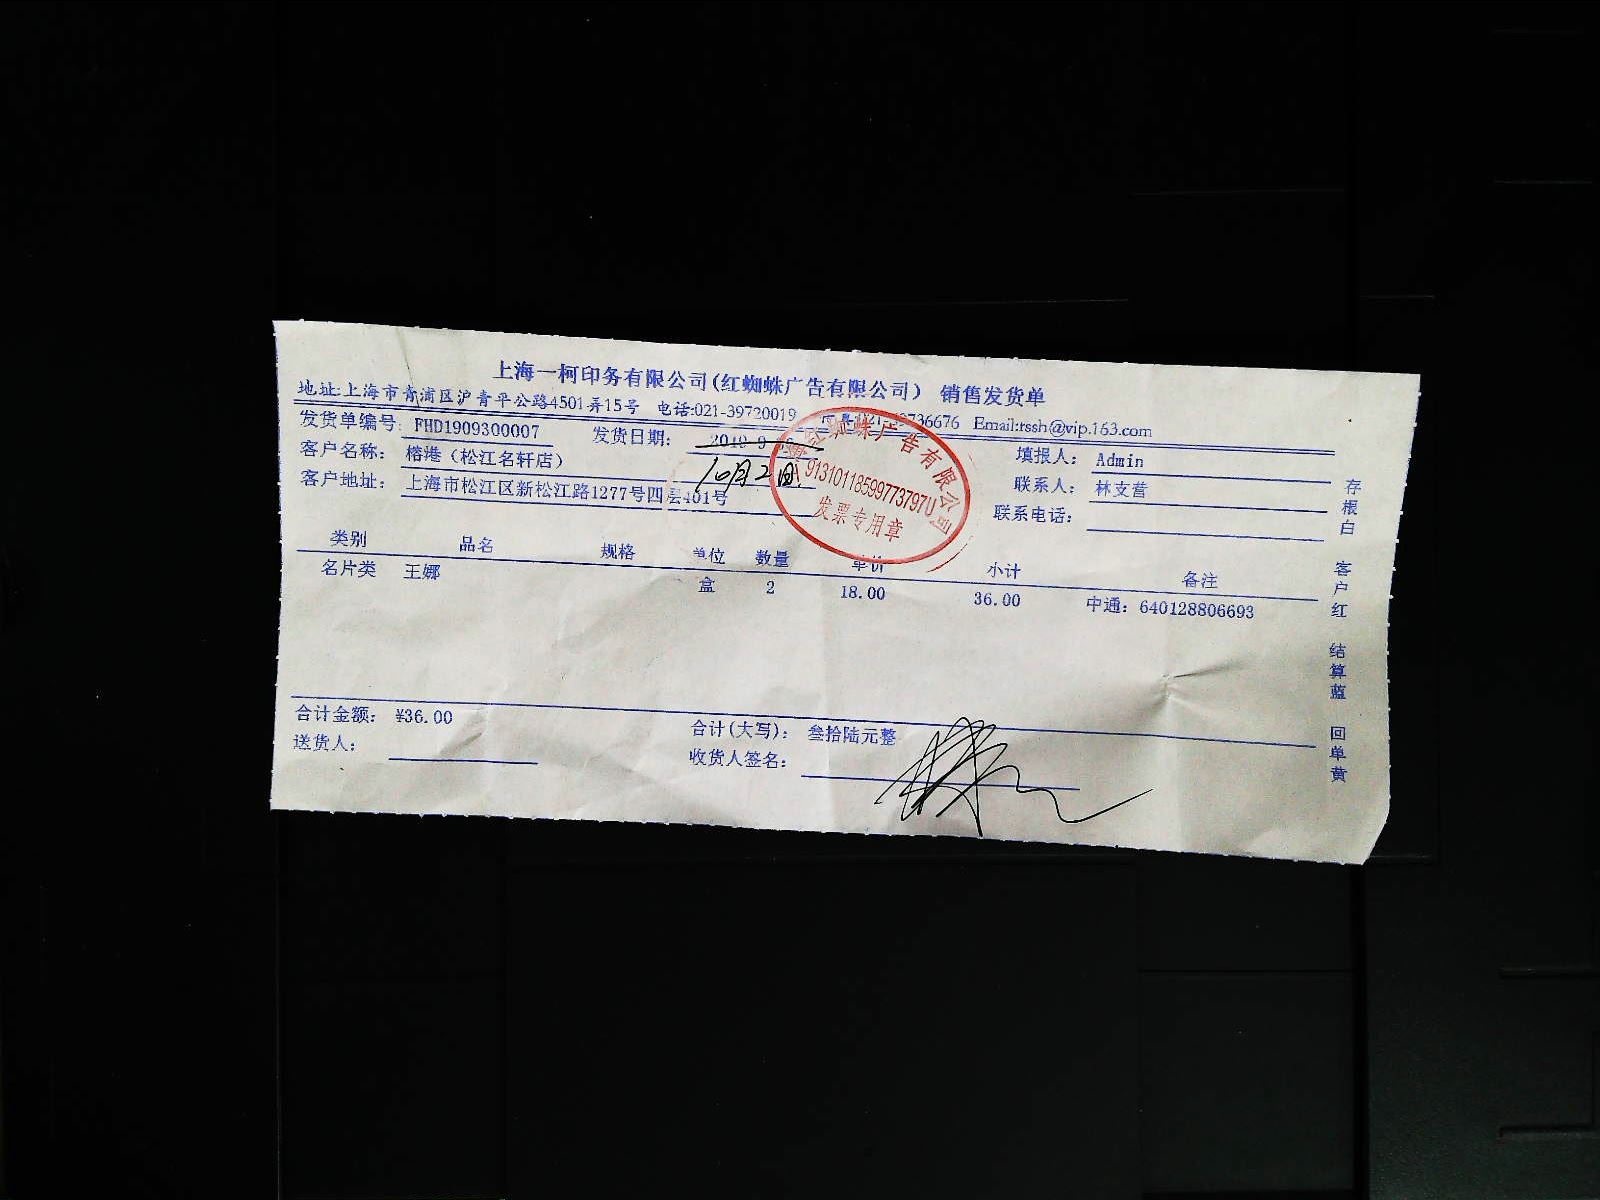 上海一柯印务有限公司(红蜘蛛广告有限公司) 销售发货单
地址:上海市青浦区沪青平公路4501弄15号 电话:021-39720019 Email:rssh@vip.163.com
发货单编号: FHD1909300007 发货日期: 填报人: Admin
10月2日
客户名称: 榕港(松江名轩店) 联系人: 林支营
客户地址: 上海市松江区新松江路1277号四层401号 联系电话:
红蜘蛛广告有限公司
91310118599773797U
发票专用章
类别 品名 规格 单位 数量 单价 小计 备注
名片类 王娜 盒 2 18.00 36.00 中通: 640128806693
合计金额: ¥36.00 合计(大写): 叁拾陆元整
送货人: 收货人签名:
存根白 客户红 结算蓝 回单黄